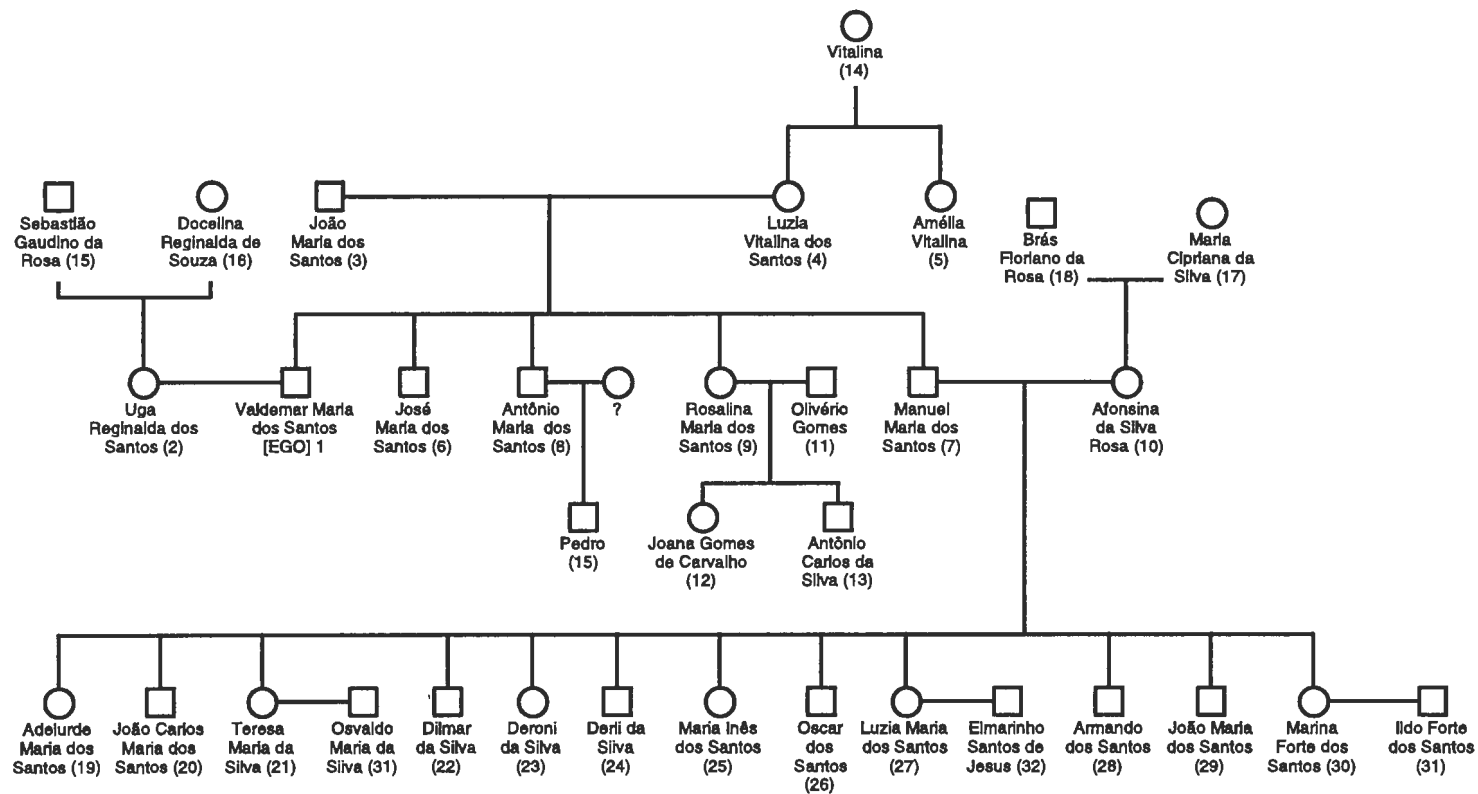 Vitalina
(14)
Sebastião
Gaudino da
Rosa (15)
Docelina
Reginalda de
Souza (16)
João
Maria dos
Santos (3)
Luzia
Vitalina dos
Santos (4)
Amélia
Vitalina
(5)
Brás
Floriano da
Rosa (18)
Maria
Cipriana da
Silva (17)
Uga
Reginalda dos
Santos (2)
Valdemar Maria
dos Santos
[EGO] 1
José
Maria dos
Santos (6)
Antônio
Maria dos
Santos (8)
?
Rosalina
Maria dos
Santos (9)
Olivério
Gomes
(11)
Manuel
Maria dos
Santos (7)
Afonsina
da Silva
Rosa (10)
Pedro
(15)
Joana Gomes
de Carvalho
(12)
Antônio
Carlos da
Silva (13)
Adelurde
Maria dos
Santos (19)
João Carlos
Maria dos
Santos (20)
Teresa
Maria da
Silva (21)
Osvaldo
Maria da
Silva (31)
Dilmar
da Silva
(22)
Deroni
da Silva
(23)
Derli da
Silva
(24)
Maria Inês
dos Santos
(25)
Oscar
dos
Santos
(26)
Luzia Maria
dos Santos
(27)
Elmarinho
Santos de
Jesus (32)
Armando
dos Santos
(28)
João Maria
dos Santos
(29)
Marina
Forte dos
Santos (30)
Ildo Forte
dos Santos
(31)